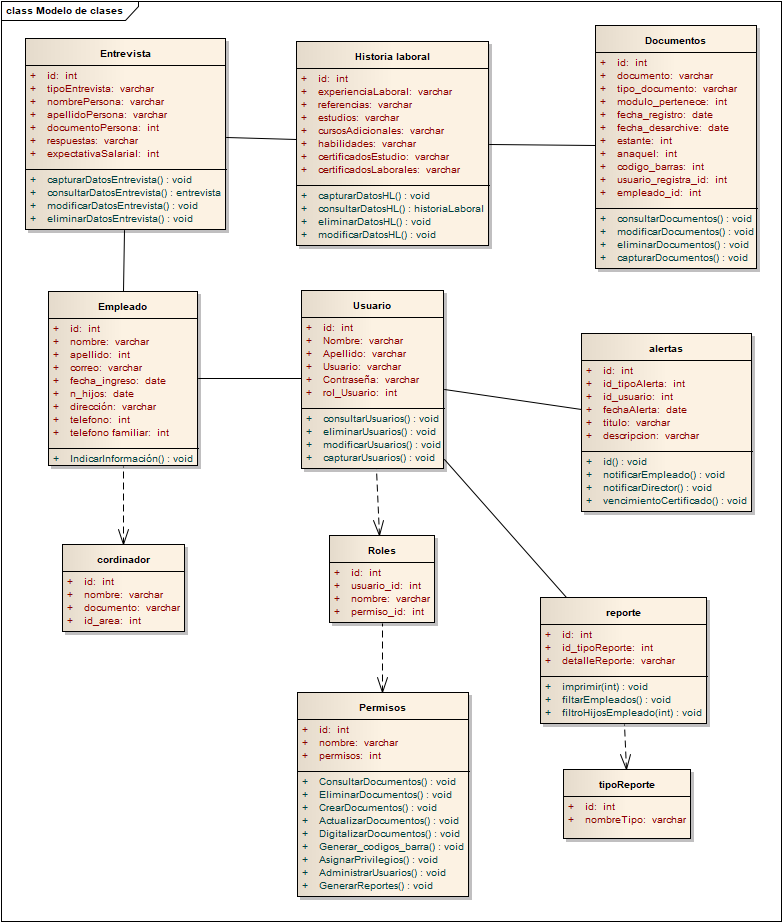 class Modelo de clases
Entrevista
+ id: int
+ tipoEntrevista: varchar
+ nombrePersona: varchar
+ apellidoPersona: varchar
+ documentoPersona: int
+ respuestas: varchar
+ expectativaSalarial: int
+ capturarDatosEntrevista() : void
+ consultarDatosEntrevista() : entrevista
+ modificarDatosEntrevista() : void
+ eliminarDatosEntrevista() : void
Historia laboral
+ id: int
+ experienciaLaboral: varchar
+ referencias: varchar
+ estudios: varchar
+ cursosAdicionales: varchar
+ habilidades: varchar
+ certificadosEstudio: varchar
+ certificadosLaborales: varchar
+ capturarDatosHL() : void
+ consultarDatosHL() : historiaLaboral
+ eliminarDatosHL() : void
+ modificarDatosHL() : void
Documentos
+ id: int
+ documento: varchar
+ tipo_documento: varchar
+ modulo_pertenece: int
+ fecha_registro: date
+ fecha_desarchive: date
+ estante: int
+ anaquel: int
+ codigo_barras: int
+ usuario_registra_id: int
+ empleado_id: int
+ consultarDocumentos() : void
+ modificarDocumentos() : void
+ eliminarDocumentos() : void
+ capturarDocumentos() : void
Empleado
+ id: int
+ nombre: varchar
+ apellido: int
+ correo: varchar
+ fecha_ingreso: date
+ n_hijos: date
+ dirección: varchar
+ telefono: int
+ telefono familiar: int
+ IndicarInformación() : void
Usuario
+ id: int
+ Nombre: varchar
+ Apellido: varchar
+ Usuario: varchar
+ Contraseña: varchar
+ rol_Usuario: int
+ consultarUsuarios() : void
+ eliminarUsuarios() : void
+ modificarUsuarios() : void
+ capturarUsuarios() : void
alertas
+ id: int
+ id_tipoAlerta: int
+ id_usuario: int
+ fechaAlerta: date
+ titulo: varchar
+ descripcion: varchar
+ id() : void
+ notificarEmpleado() : void
+ notificarDirector() : void
+ vencimientoCertificado() : void
cordinador
+ id: int
+ nombre: varchar
+ documento: varchar
+ id_area: int
Roles
+ id: int
+ usuario_id: int
+ nombre: varchar
+ permiso_id: int
reporte
+ id: int
+ id_tipoReporte: int
+ detalleReporte: varchar
+ imprimir(int) : void
+ filtarEmpleados() : void
+ filtroHijosEmpleado(int) : void
Permisos
+ id: int
+ nombre: varchar
+ permisos: int
+ ConsultarDocumentos() : void
+ EliminarDocumentos() : void
+ CrearDocumentos() : void
+ ActualizarDocumentos() : void
+ DigitalizarDocumentos() : void
+ Generar_codigos_barra() : void
+ AsignarPrivilegios() : void
+ AdministrarUsuarios() : void
+ GenerarReportes() : void
tipoReporte
+ id: int
+ nombreTipo: varchar